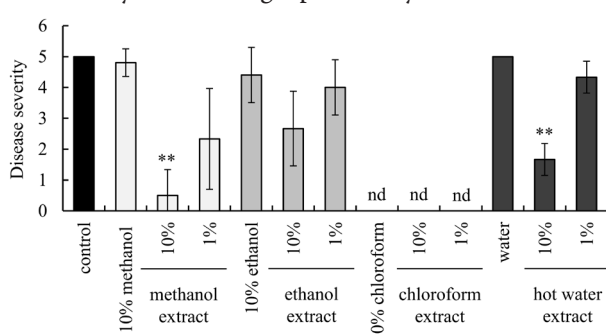 6
5
4
3
2
1
0
Disease severity
**
nd
nd
nd
**
control
10% methanol
10%
1%
10% ethanol
10%
1%
0% chloroform
10%
1%
water
10%
1%
methanol
extract
ethanol
extract
chloroform
extract
hot water
extract